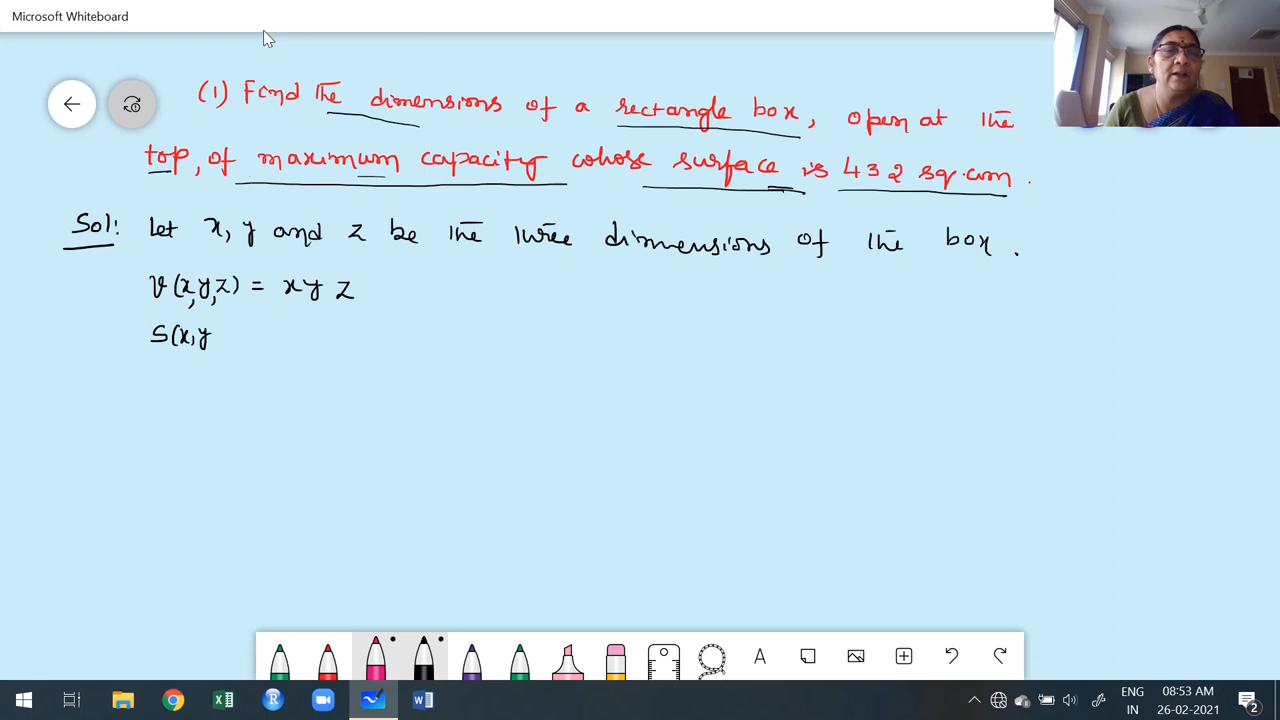 Microsoft Whiteboard
(1) Find the dimensions of a rectangle box, open at the
top, of maximum capacity whose surface is 432 sq.cm.
Sol: Let x, y and z be the three dimensions of the box.
V(x,y,z) = x y z
S(x,y
A
ENG
IN
08:53 AM
26-02-2021
2